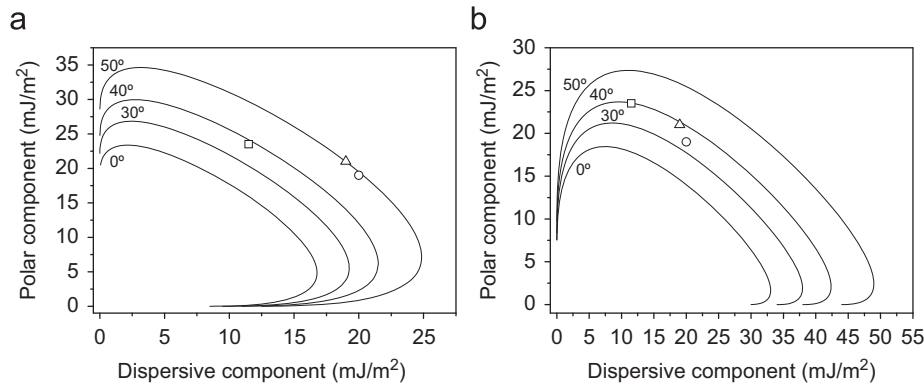 a
Polar component (mJ/m²)
35
30
25
20
15
10
5
0
50º
40º
30º
0º
0 5 10 15 20 25
Dispersive component (mJ/m²)
b
Polar component (mJ/m²)
30
25
20
15
10
5
0
50º
40º
30º
0º
0 5 10 15 20 25 30 35 40 45 50 55
Dispersive component (mJ/m²)